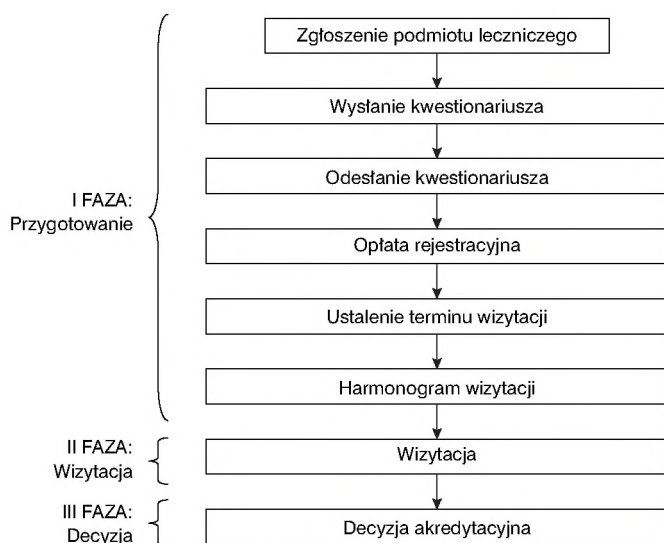 Zgłoszenie podmiotu leczniczego
Wysłanie kwestionariusza
Odesłanie kwestionariusza
I FAZA:
Przygotowanie
Opłata rejestracyjna
Ustalenie terminu wizytacji
Harmonogram wizytacji
II FAZA:
Wizytacja
Wizytacja
III FAZA:
Decyzja
Decyzja akredytacyjna